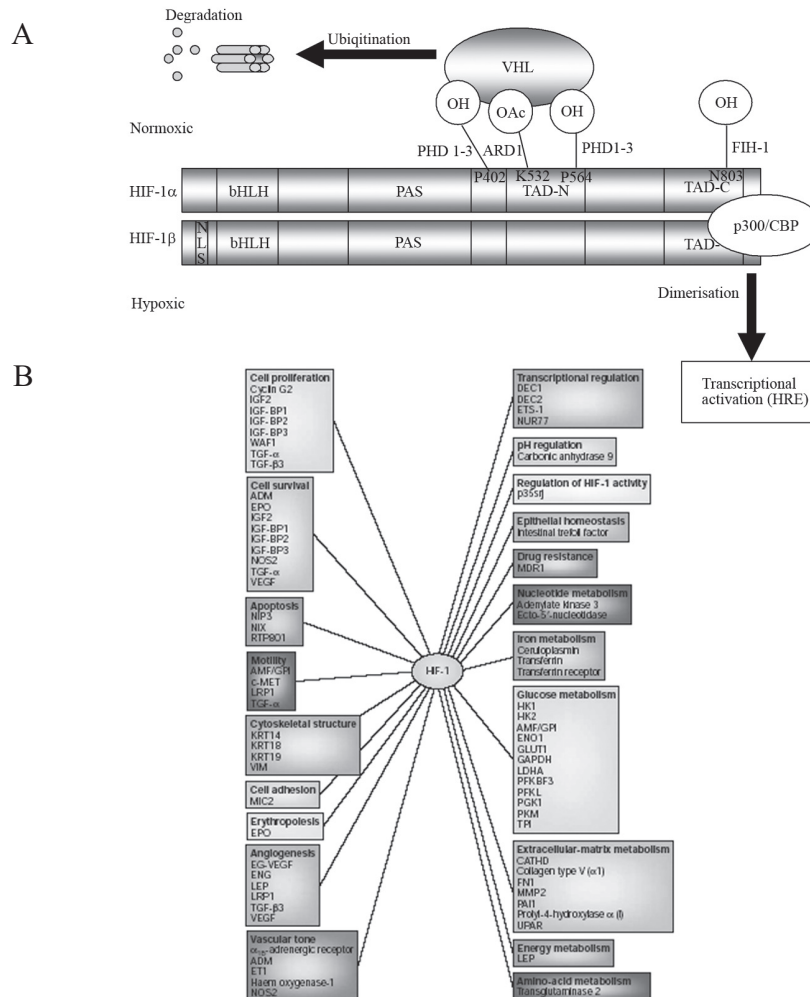 A
Degradation
Ubiqitination
VHL
OH
OAc
OH
OH
Normoxic
PHD 1-3
ARD1
PHD1-3
FIH-1
HIF-1α
bHLH
PAS
P402
K532
TAD-N
P564
N803
TAD-C
p300/CBP
HIF-1β
NLS
bHLH
PAS
TAD-
Hypoxic
Dimerisation
Transcriptional
activation (HRE)
B
Cell proliferation
Cyclin G2
IGF2
IGF-BP1
IGF-BP2
IGF-BP3
WAF1
TGF-α
TGF-β3
Cell survival
ADM
EPO
IGF2
IGF-BP1
IGF-BP2
IGF-BP3
NOS2
TGF-α
VEGF
Apoptosis
NIP3
NIX
RTP801
Motility
AMF/GPI
c-MET
LRP1
TGF-α
Cytoskeletal structure
KRT14
KRT18
KRT19
VIM
Cell adhesion
MIC2
Erythropolesis
EPO
Angiogenesis
EG-VEGF
ENG
LEP
LRP1
TGF-β3
VEGF
Vascular tone
α1B-adrenergic receptor
ADM
ET1
Haem oxygenase-1
NOS2
HIF-1
Transcriptional regulation
DEC1
DEC2
ETS-1
NUR77
pH regulation
Carbonic anhydrase 9
Regulation of HIF-1 activity
p35srj
Epithelial homeostasis
Intestinal trefoil factor
Drug resistance
MDR1
Nucleotide metabolism
Adenylate kinase 3
Ecto-5'-nucleotidase
Iron metabolism
Ceruloplasmin
Transferrin
Transferrin receptor
Glucose metabolism
HK1
HK2
AMF/GPI
ENO1
GLUT1
GAPDH
LDHA
PFKBF3
PFKL
PGK1
PKM
TPI
Extracellular-matrix metabolism
CATHD
Collagen type V (α1)
FN1
MMP2
PAI1
Prolyl-4-hydroxylase α (I)
UPAR
Energy metabolism
LEP
Amino-acid metabolism
Transglutaminase 2